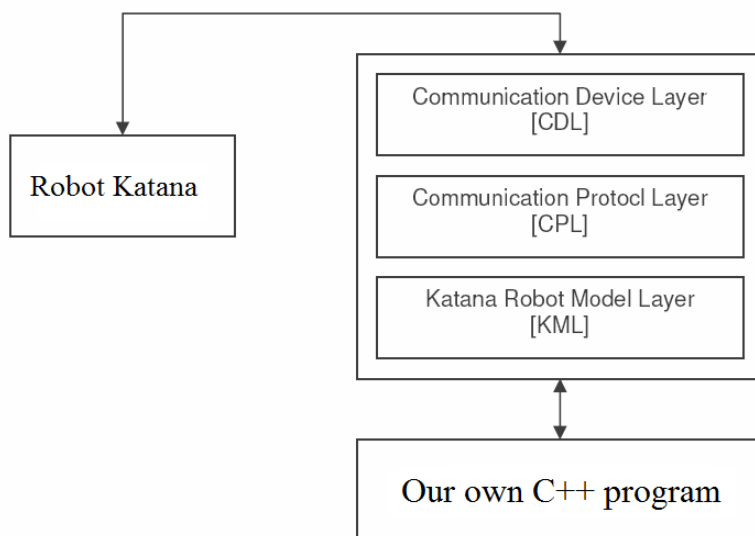 Communication Device Layer
[CDL]
Robot Katana
Communication Protocl Layer
[CPL]
Katana Robot Model Layer
[KML]
Our own C++ program